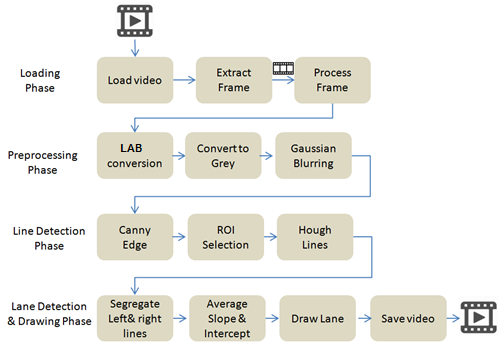 Loading
Phase
Load video
Extract
Frame
Process
Frame
Preprocessing
Phase
LAB
conversion
Convert to
Grey
Gaussian
Blurring
Line Detection
Phase
Canny
Edge
ROI
Selection
Hough
Lines
Lane Detection
& Drawing Phase
Segregate
Left& right
lines
Average
Slope &
Intercept
Draw Lane
Save video